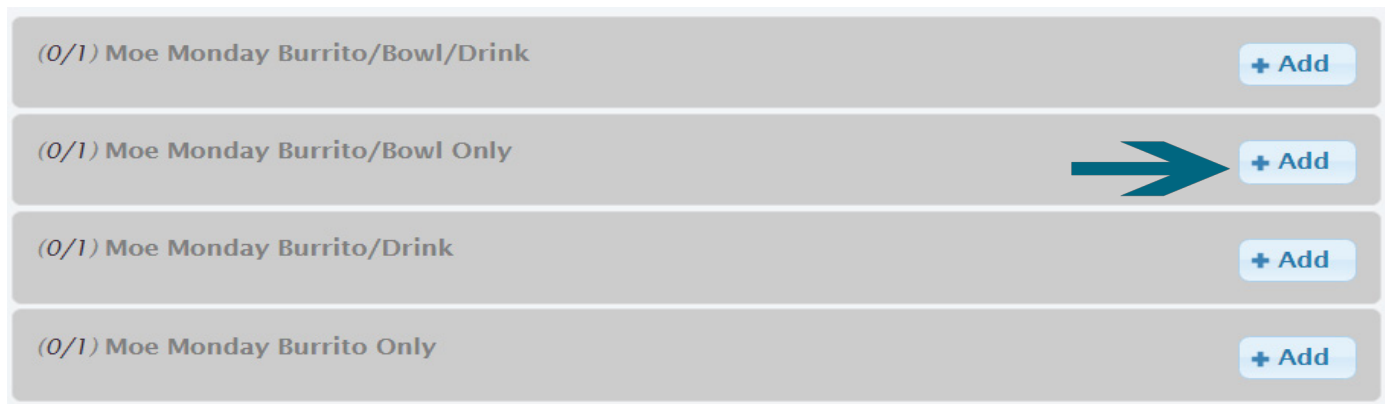 (0/1) Moe Monday Burrito/Bowl/Drink
+ Add
(0/1) Moe Monday Burrito/Bowl Only
+ Add
(0/1) Moe Monday Burrito/Drink
+ Add
(0/1) Moe Monday Burrito Only
+ Add